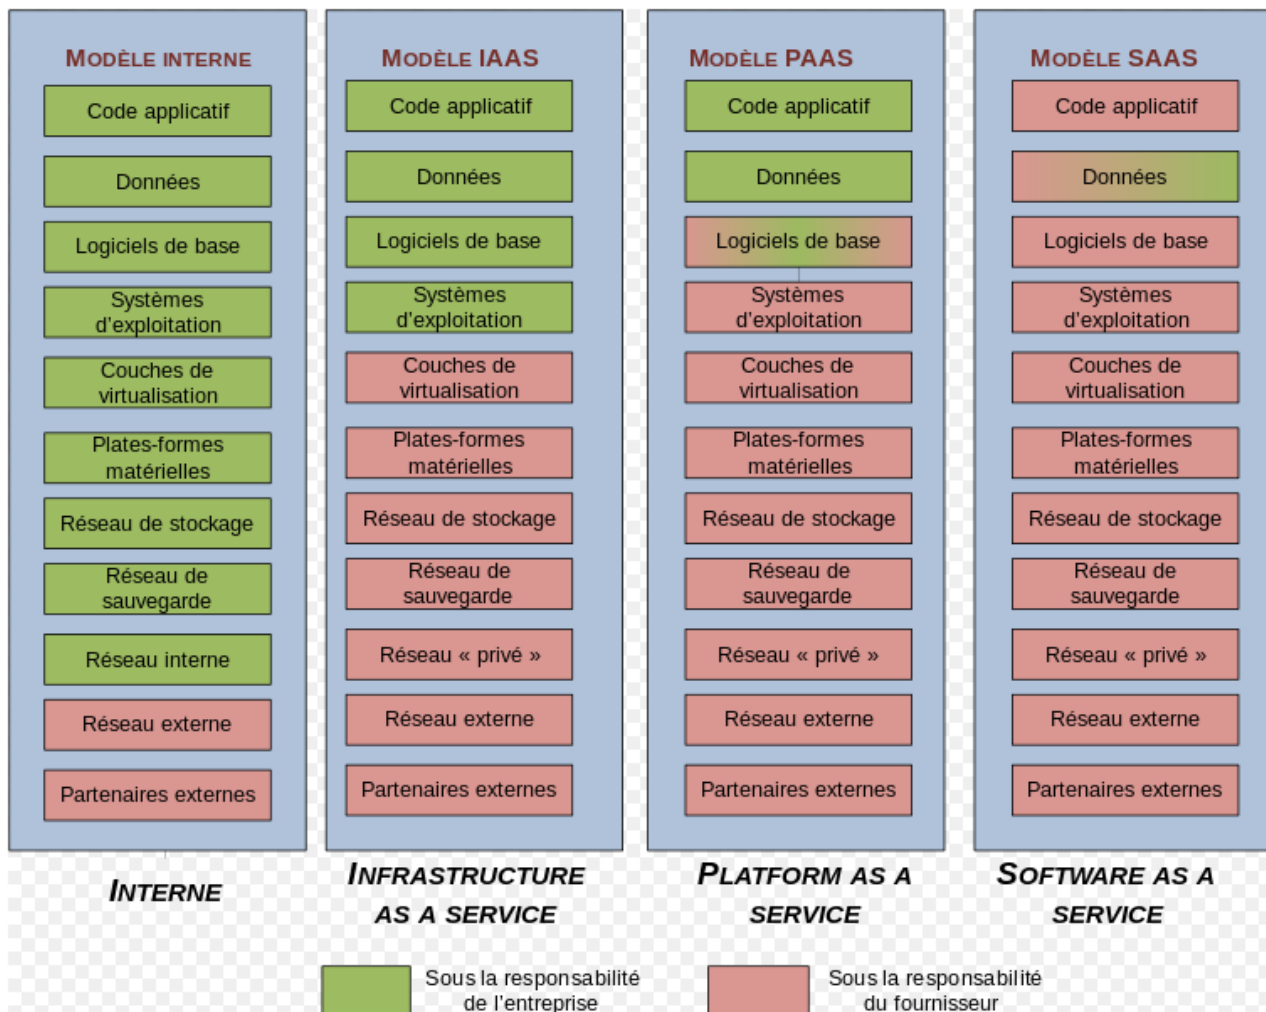 MODÈLE INTERNE
Code applicatif
Données
Logiciels de base
Systèmes
d'exploitation
Couches de
virtualisation
Plates-formes
matérielles
Réseau de stockage
Réseau de
sauvegarde
Réseau interne
Réseau externe
Partenaires externes
INTERNE
MODÈLE IAAS
Code applicatif
Données
Logiciels de base
Systèmes
d'exploitation
Couches de
virtualisation
Plates-formes
matérielles
Réseau de stockage
Réseau de
sauvegarde
Réseau « privé »
Réseau externe
Partenaires externes
INFRASTRUCTURE
AS A SERVICE
MODÈLE PAAS
Code applicatif
Données
Logiciels de base
Systèmes
d'exploitation
Couches de
virtualisation
Plates-formes
matérielles
Réseau de stockage
Réseau de
sauvegarde
Réseau « privé »
Réseau externe
Partenaires externes
PLATFORM AS A
SERVICE
MODÈLE SAAS
Code applicatif
Données
Logiciels de base
Systèmes
d'exploitation
Couches de
virtualisation
Plates-formes
matérielles
Réseau de stockage
Réseau de
sauvegarde
Réseau « privé »
Réseau externe
Partenaires externes
SOFTWARE AS A
SERVICE
Sous la responsabilité
de l'entreprise
Sous la responsabilité
du fournisseur